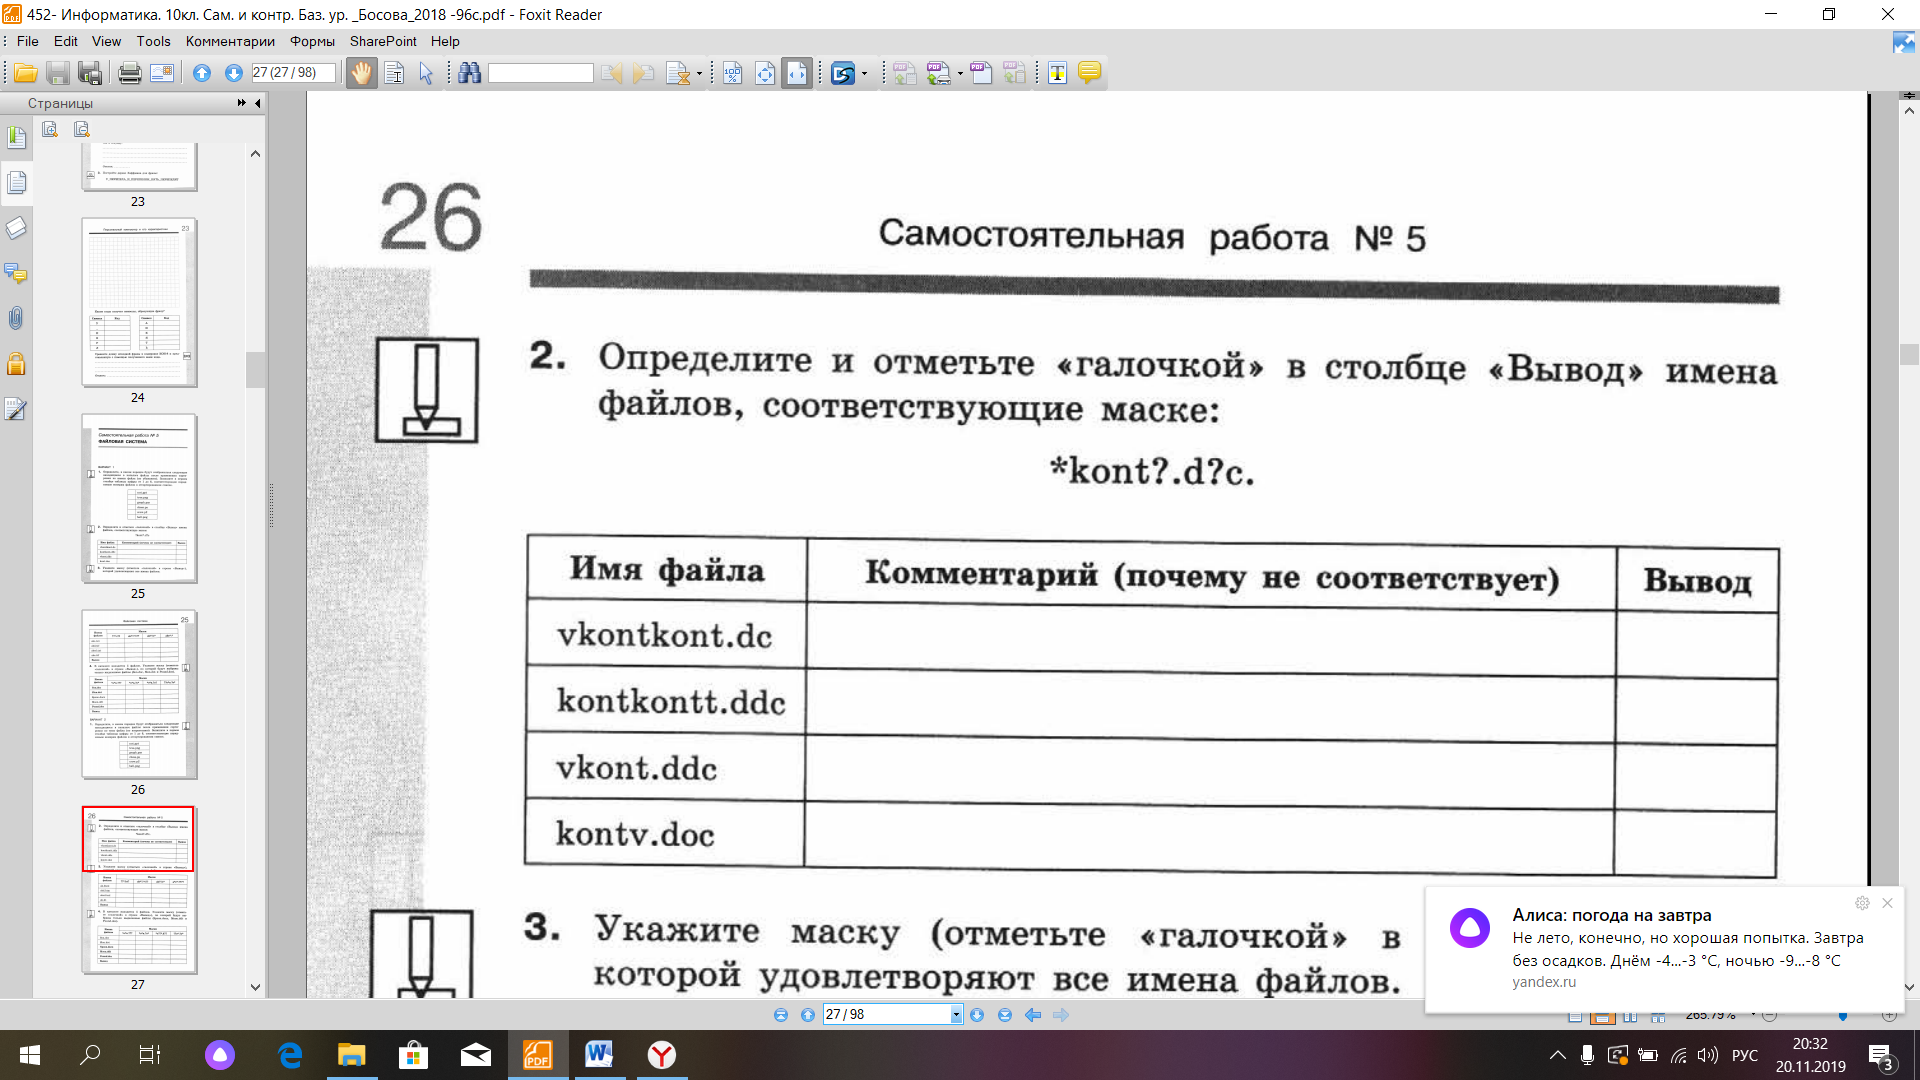 452- Информатика. 10кл. Сам. и контр. Баз. ур. _Босова_2018 -96с.pdf - Foxit Reader
File Edit View Tools Комментарии Формы SharePoint Help
27 (27 / 98)
Страницы
23
24
25
26
27
26
Самостоятельная работа № 5
2. Определите и отметьте «галочкой» в столбце «Вывод» имена
файлов, соответствующие маске:
*kont?.d?c.
Имя файла Комментарий (почему не соответствует) Вывод
vkontkont.dc
kontkontt.ddc
vkont.ddc
kontv.doc
3. Укажите маску (отметьте «галочкой» в
которой удовлетворяют все имена файлов.
Алиса: погода на завтра
Не лето, конечно, но хорошая попытка. Завтра
без осадков. Днём -4...-3 °C, ночью -9...-8 °C
yandex.ru
27 / 98
265.79%
РУС
20:32
20.11.2019
3